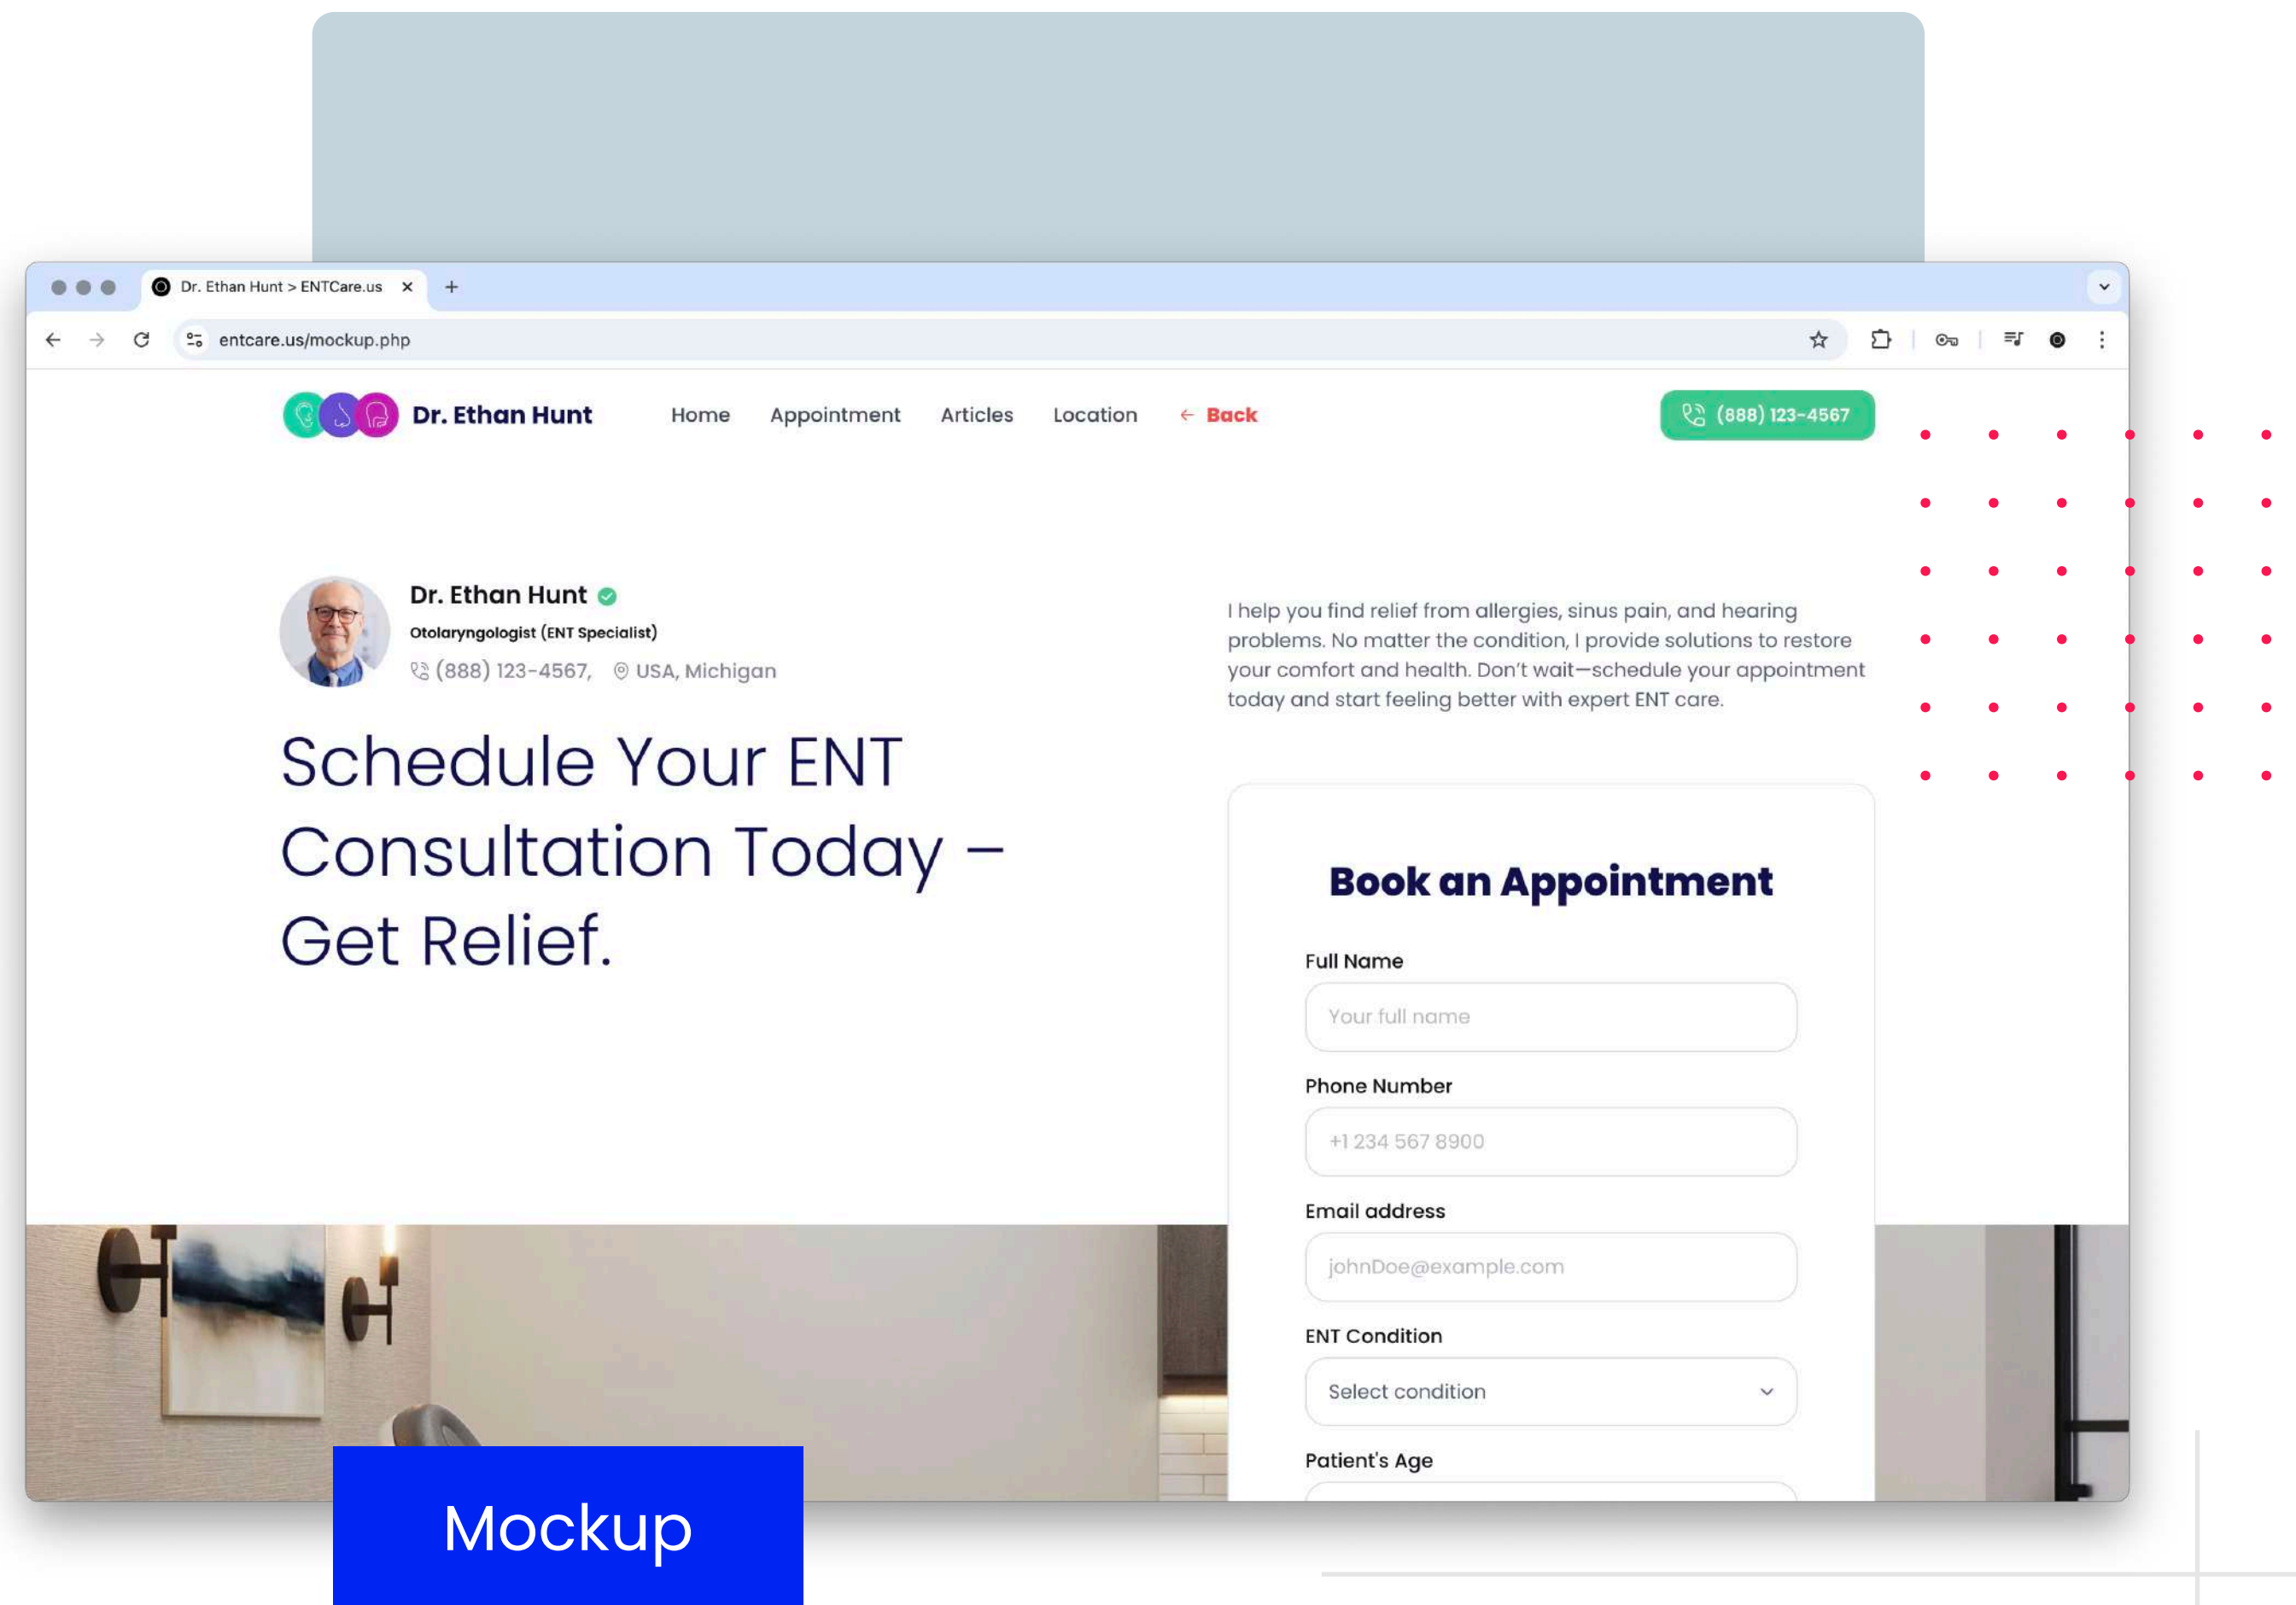 Dr. Ethan Hunt > ENTCare.us
entcare.us/mockup.php
Dr. Ethan Hunt
Home
Appointment
Articles
Location
← Back
(888) 123-4567
Dr. Ethan Hunt
Otolaryngologist (ENT Specialist)
(888) 123-4567, USA, Michigan
Schedule Your ENT
Consultation Today –
Get Relief.
I help you find relief from allergies, sinus pain, and hearing
problems. No matter the condition, I provide solutions to restore
your comfort and health. Don't wait—schedule your appointment
today and start feeling better with expert ENT care.
Book an Appointment
Full Name
Your full name
Phone Number
+1 234 567 8900
Email address
johnDoe@example.com
ENT Condition
Select condition
Patient's Age
Mockup